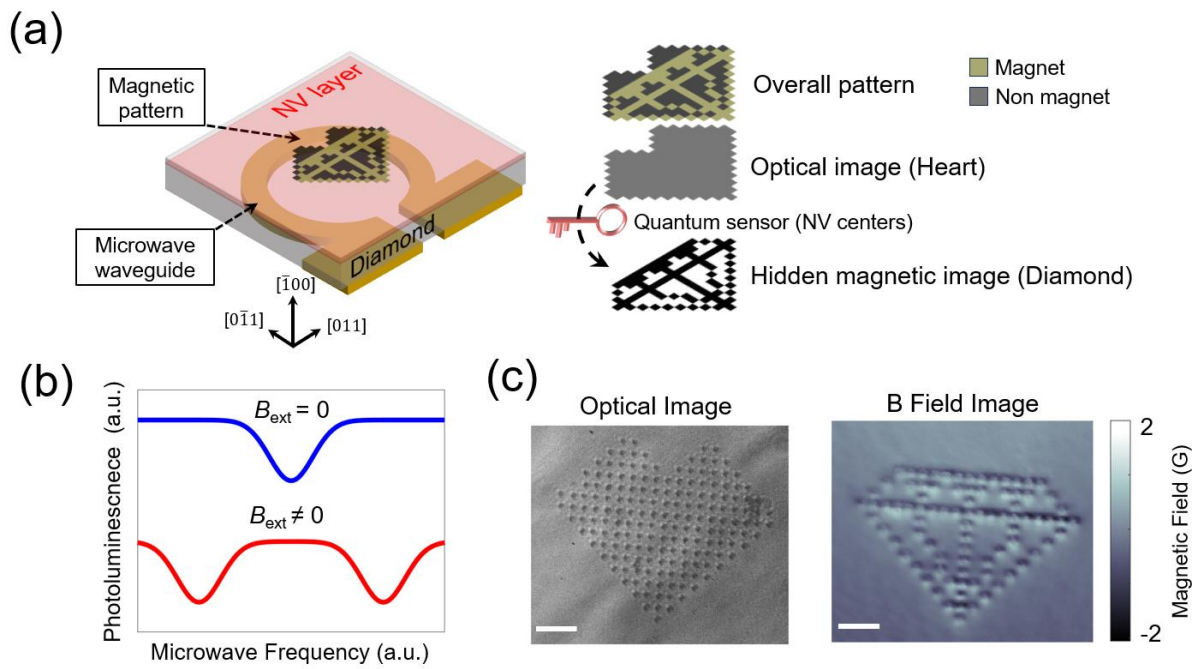 (a)
Magnetic
pattern
NV layer
Microwave
waveguide
Diamond
[1̅00]
[01̅1]
[011]
Overall pattern
Magnet
Non magnet
Optical image (Heart)
Quantum sensor (NV centers)
Hidden magnetic image (Diamond)
(b)
Photoluminescnece (a.u.)
Bext = 0
Bext ≠ 0
Microwave Frequency (a.u.)
(c)
Optical Image
B Field Image
2
-2
Magnetic Field (G)